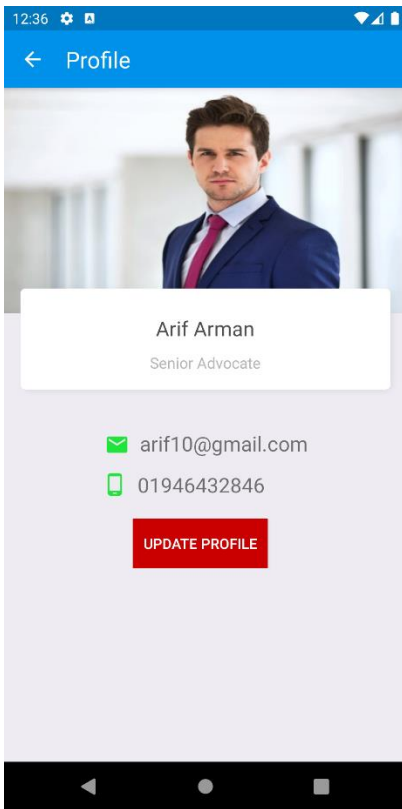 12:36
Profile
Arif Arman
Senior Advocate
arif10@gmail.com
01946432846
UPDATE PROFILE